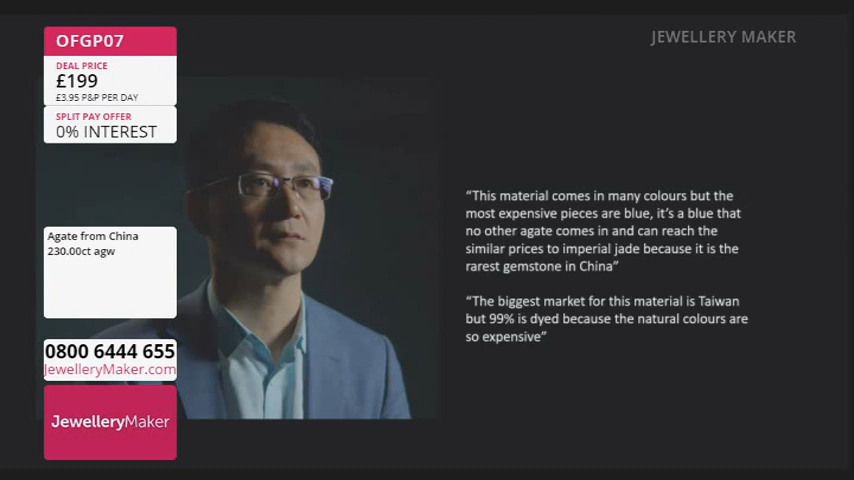 OFGP07
DEAL PRICE
£199
£3.95 P&P PER DAY
SPLIT PAY OFFER
0% INTEREST
Agate from China
230.00ct agw
0800 6444 655
JewelleryMaker.com
JewelleryMaker
JEWELLERY MAKER
“This material comes in many colours but the
most expensive pieces are blue, it’s a blue that
no other agate comes in and can reach the
similar prices to imperial jade because it is the
rarest gemstone in China”
“The biggest market for this material is Taiwan
but 99% is dyed because the natural colours are
so expensive”